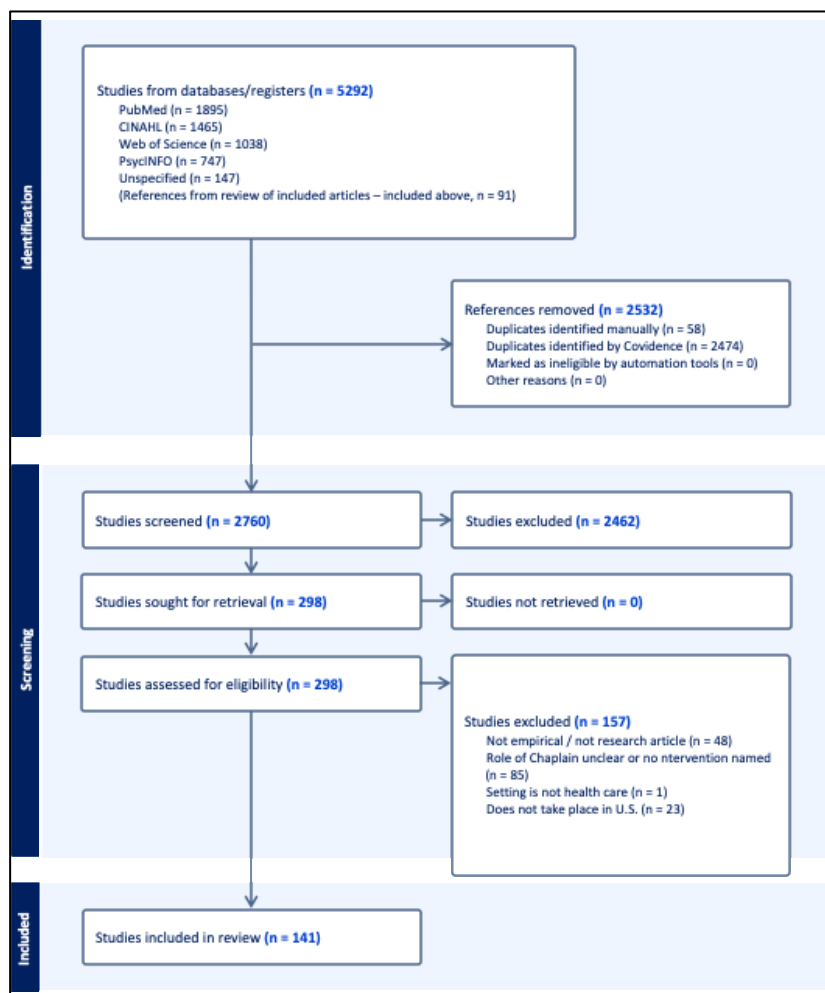 Identification
Studies from databases/registers (n = 5292)
PubMed (n = 1895)
CINAHL (n = 1465)
Web of Science (n = 1038)
PsycINFO (n = 747)
Unspecified (n = 147)
(References from review of included articles – included above, n = 91)
References removed (n = 2532)
Duplicates identified manually (n = 58)
Duplicates identified by Covidence (n = 2474)
Marked as ineligible by automation tools (n = 0)
Other reasons (n = 0)
Screening
Studies screened (n = 2760)
Studies excluded (n = 2462)
Studies sought for retrieval (n = 298)
Studies not retrieved (n = 0)
Studies assessed for eligibility (n = 298)
Studies excluded (n = 157)
Not empirical / not research article (n = 48)
Role of Chaplain unclear or no ntervention named
(n = 85)
Setting is not health care (n = 1)
Does not take place in U.S. (n = 23)
Included
Studies included in review (n = 141)